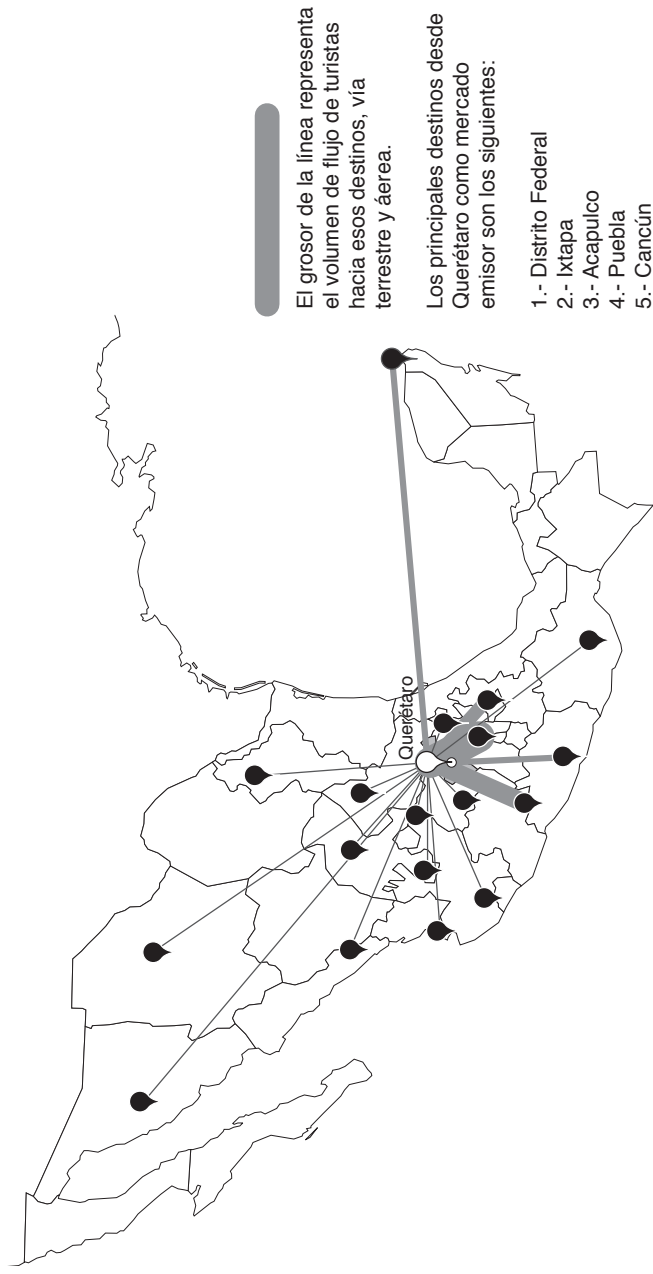 Querétaro
El grosor de la línea representa
el volumen de flujo de turistas
hacia esos destinos, vía
terrestre y áerea.
Los principales destinos desde
Querétaro como mercado
emisor son los siguientes:
1.- Distrito Federal
2.- Ixtapa
3.- Acapulco
4.- Puebla
5.- Cancún